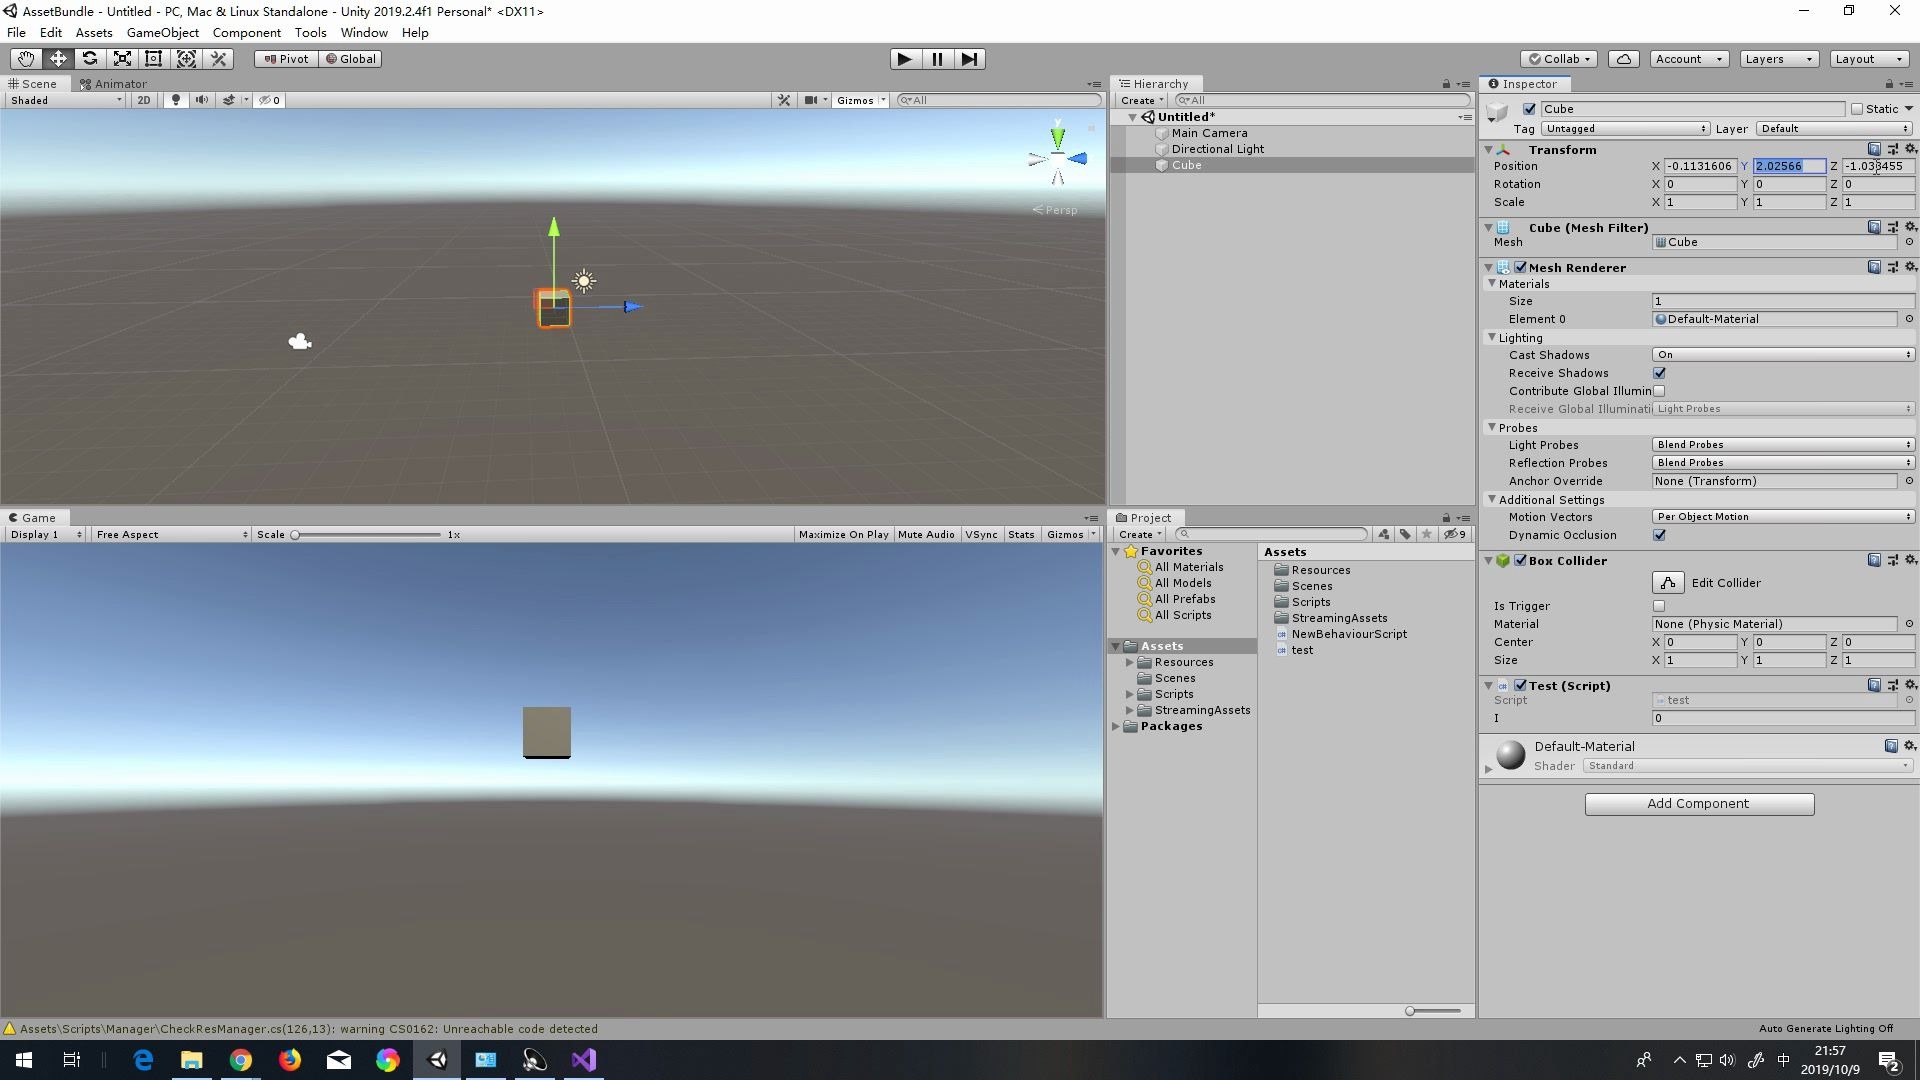 AssetBundle - Untitled - PC, Mac & Linux Standalone - Unity 2019.2.4f1 Personal* <DX11>
File Edit Assets GameObject Component Tools Window Help
Pivot Global Collab Account Layers Layout
Scene Animator
Shaded 2D 0 Gizmos All
y
Persp
Hierarchy
Create All
Untitled*
Main Camera
Directional Light
Cube
Game
Display 1 Free Aspect Scale 1x Maximize On Play Mute Audio VSync Stats Gizmos
Project
Create 9
Favorites
All Materials
All Models
All Prefabs
All Scripts
Assets
Resources
Scenes
Scripts
StreamingAssets
Packages
Assets
Resources
Scenes
Scripts
StreamingAssets
NewBehaviourScript
test
Inspector
Cube Static
Tag Untagged Layer Default
Transform
Position X -0.1131606 Y 2.02566 Z -1.033455
Rotation X 0 Y 0 Z 0
Scale X 1 Y 1 Z 1
Cube (Mesh Filter)
Mesh Cube
Mesh Renderer
Materials
Size 1
Element 0 Default-Material
Lighting
Cast Shadows On
Receive Shadows
Contribute Global Illumin
Receive Global Illuminati Light Probes
Probes
Light Probes Blend Probes
Reflection Probes Blend Probes
Anchor Override None (Transform)
Additional Settings
Motion Vectors Per Object Motion
Dynamic Occlusion
Box Collider
Edit Collider
Is Trigger
Material None (Physic Material)
Center X 0 Y 0 Z 0
Size X 1 Y 1 Z 1
Test (Script)
Script test
I 0
Default-Material
Shader Standard
Add Component
Assets\Scripts\Manager\CheckResManager.cs(126,13): warning CS0162: Unreachable code detected
Auto Generate Lighting Off
中
21:57
2019/10/9
2